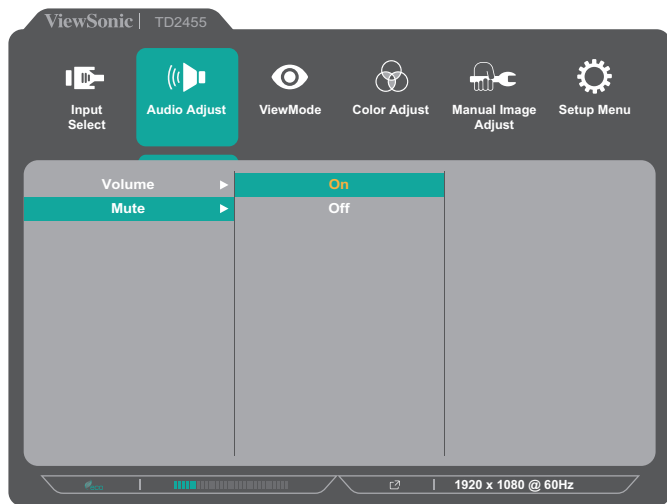 ViewSonic | TD2455
Input Select
Audio Adjust
ViewMode
Color Adjust
Manual Image Adjust
Setup Menu
Volume
On
Mute
Off
1920 x 1080 @ 60Hz